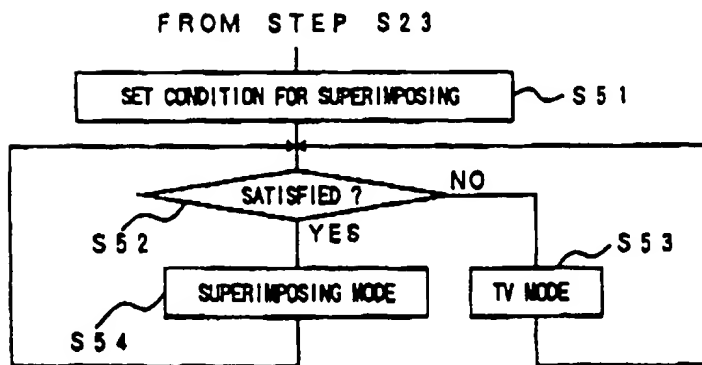 FROM STEP S23
SET CONDITION FOR SUPERIMPOSING
S51
SATISFIED ?
NO
S52
YES
S53
SUPERIMPOSING MODE
TV MODE
S54